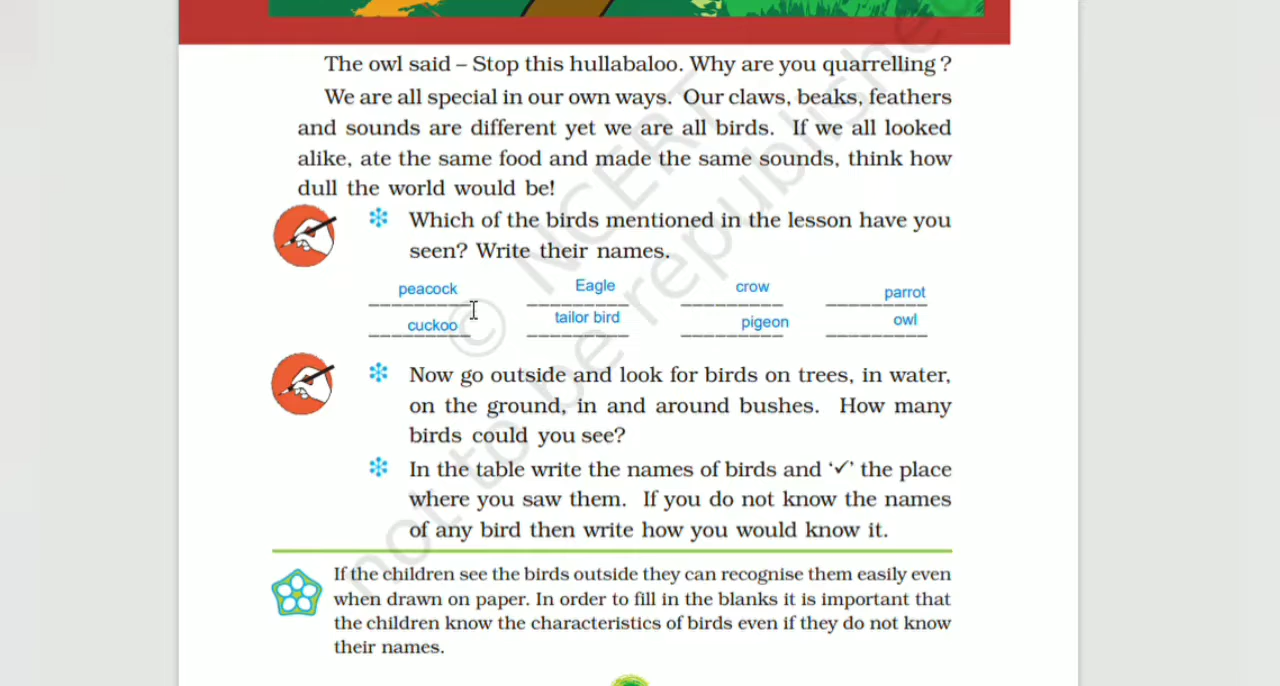 The owl said – Stop this hullabaloo. Why are you quarrelling ?
We are all special in our own ways. Our claws, beaks, feathers
and sounds are different yet we are all birds. If we all looked
alike, ate the same food and made the same sounds, think how
dull the world would be!
Which of the birds mentioned in the lesson have you
seen? Write their names.
peacock Eagle crow parrot
cuckoo tailor bird pigeon owl
Now go outside and look for birds on trees, in water,
on the ground, in and around bushes. How many
birds could you see?
In the table write the names of birds and ‘✓’ the place
where you saw them. If you do not know the names
of any bird then write how you would know it.
If the children see the birds outside they can recognise them easily even
when drawn on paper. In order to fill in the blanks it is important that
the children know the characteristics of birds even if they do not know
their names.
© NCERT
not to be republished